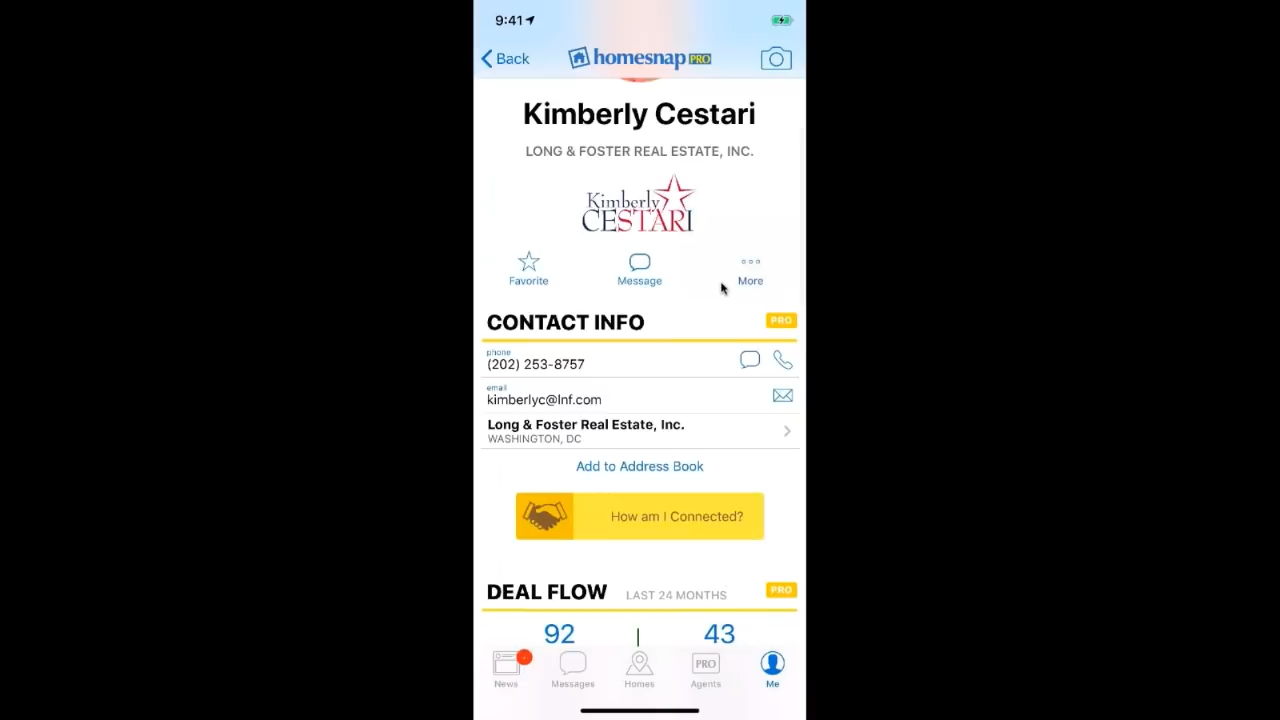 9:41
Back
homesnap PRO
Kimberly Cestari
LONG & FOSTER REAL ESTATE, INC.
Kimberly
CESTARI
Favorite
Message
More
CONTACT INFO
PRO
phone
(202) 253-8757
email
kimberlyc@lnf.com
Long & Foster Real Estate, Inc.
WASHINGTON, DC
Add to Address Book
How am I Connected?
DEAL FLOW LAST 24 MONTHS
PRO
92
43
PRO
News
Messages
Homes
Agents
Me